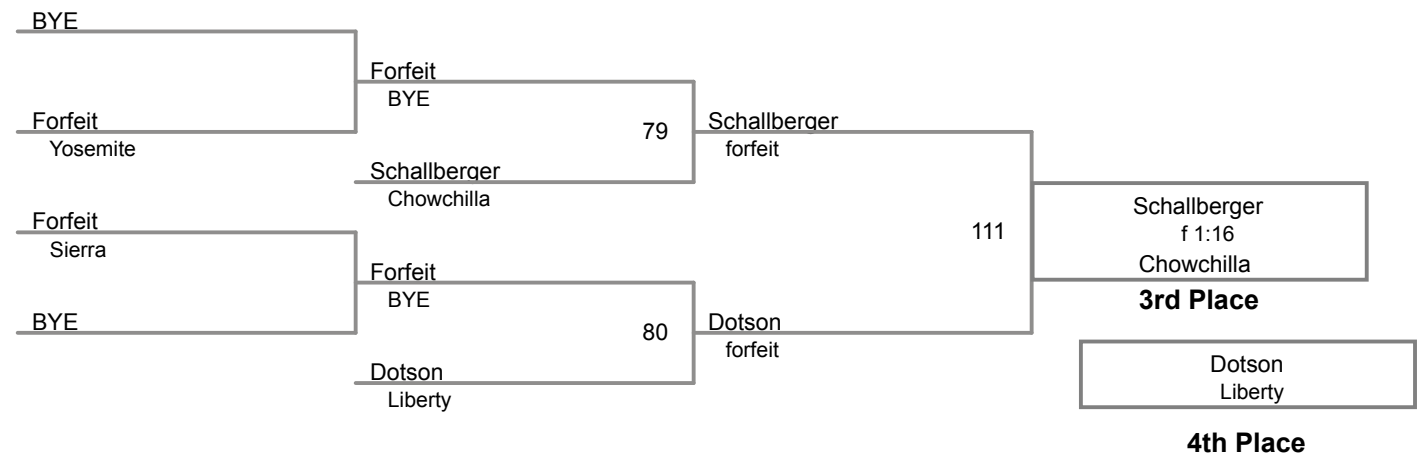 BYE
Forfeit
BYE
Forfeit
Yosemite
79
Schallberger
forfeit
Schallberger
Chowchilla
Forfeit
Sierra
111
Schallberger
f 1:16
Chowchilla
3rd Place
Forfeit
BYE
BYE
80
Dotson
forfeit
Dotson
Liberty
Dotson
Liberty
4th Place